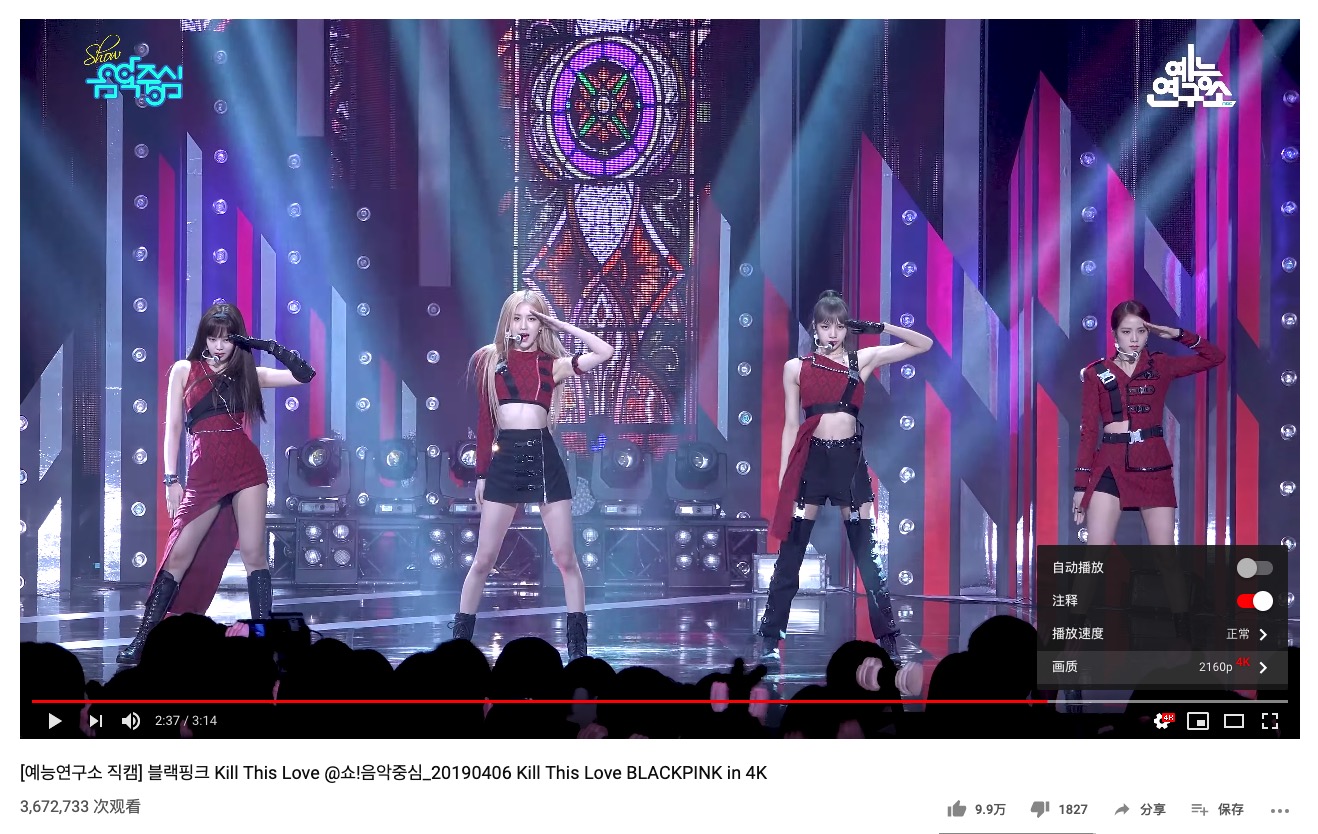 Show
음악중심
예능
연구소
MBC
自动播放
注释
播放速度 正常
画质 2160p 4K
2:37 / 3:14
4K
[예능연구소 직캠] 블랙핑크 Kill This Love @쇼!음악중심_20190406 Kill This Love BLACKPINK in 4K
3,672,733 次观看
9.9万 1827 分享 保存